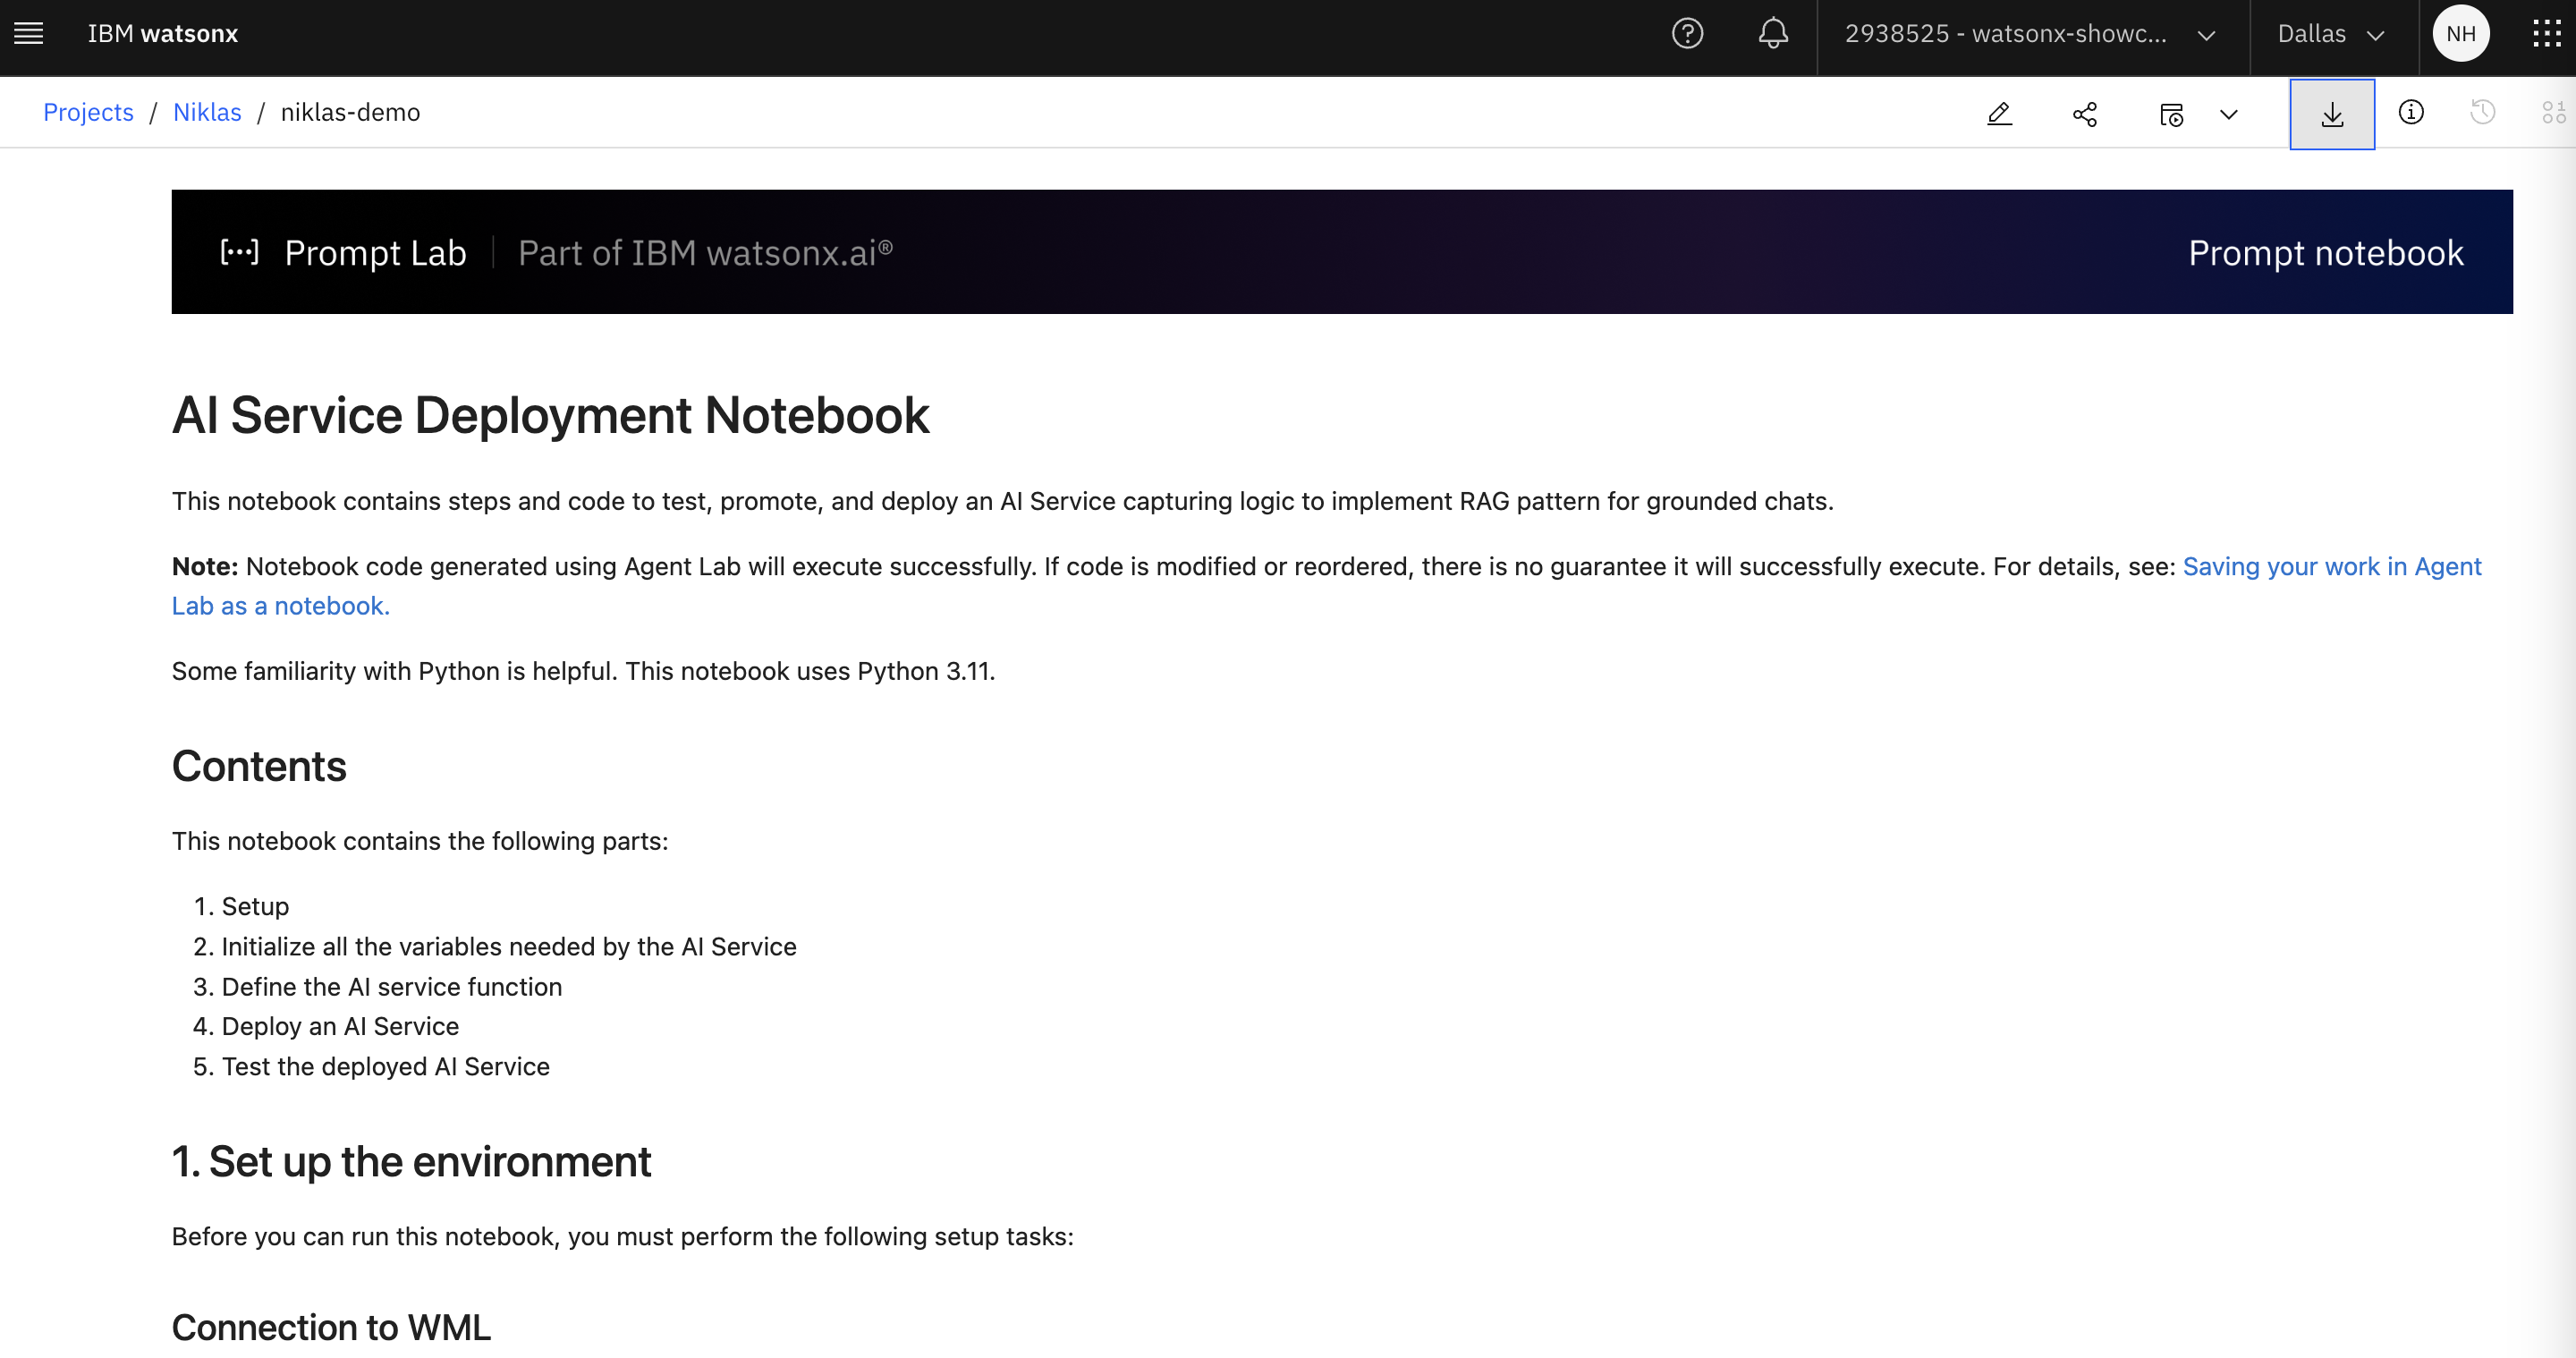 IBM watsonx
2938525 - watsonx-showc...
Dallas
NH
Projects / Niklas / niklas-demo
[···] Prompt Lab | Part of IBM watsonx.ai®
Prompt notebook
AI Service Deployment Notebook
This notebook contains steps and code to test, promote, and deploy an AI Service capturing logic to implement RAG pattern for grounded chats.
Note: Notebook code generated using Agent Lab will execute successfully. If code is modified or reordered, there is no guarantee it will successfully execute. For details, see: Saving your work in Agent
Lab as a notebook.
Some familiarity with Python is helpful. This notebook uses Python 3.11.
Contents
This notebook contains the following parts:
1. Setup
2. Initialize all the variables needed by the AI Service
3. Define the AI service function
4. Deploy an AI Service
5. Test the deployed AI Service
1. Set up the environment
Before you can run this notebook, you must perform the following setup tasks:
Connection to WML